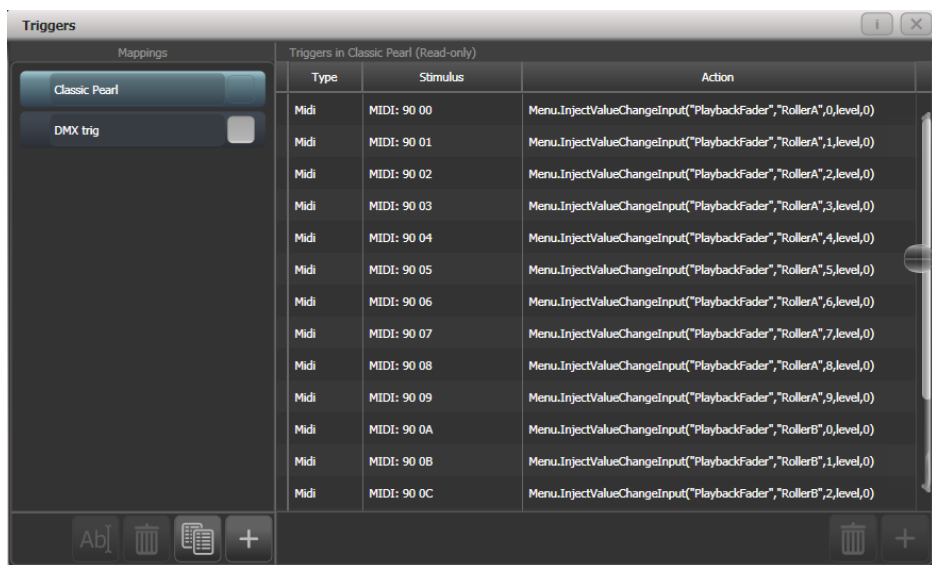 Triggers
Mappings
Triggers in Classic Pearl (Read-only)
Classic Pearl
DMX trig
Type Stimulus Action
Midi MIDI: 90 00 Menu.InjectValueChangeInput("PlaybackFader","RollerA",0,level,0)
Midi MIDI: 90 01 Menu.InjectValueChangeInput("PlaybackFader","RollerA",1,level,0)
Midi MIDI: 90 02 Menu.InjectValueChangeInput("PlaybackFader","RollerA",2,level,0)
Midi MIDI: 90 03 Menu.InjectValueChangeInput("PlaybackFader","RollerA",3,level,0)
Midi MIDI: 90 04 Menu.InjectValueChangeInput("PlaybackFader","RollerA",4,level,0)
Midi MIDI: 90 05 Menu.InjectValueChangeInput("PlaybackFader","RollerA",5,level,0)
Midi MIDI: 90 06 Menu.InjectValueChangeInput("PlaybackFader","RollerA",6,level,0)
Midi MIDI: 90 07 Menu.InjectValueChangeInput("PlaybackFader","RollerA",7,level,0)
Midi MIDI: 90 08 Menu.InjectValueChangeInput("PlaybackFader","RollerA",8,level,0)
Midi MIDI: 90 09 Menu.InjectValueChangeInput("PlaybackFader","RollerA",9,level,0)
Midi MIDI: 90 0A Menu.InjectValueChangeInput("PlaybackFader","RollerB",0,level,0)
Midi MIDI: 90 0B Menu.InjectValueChangeInput("PlaybackFader","RollerB",1,level,0)
Midi MIDI: 90 0C Menu.InjectValueChangeInput("PlaybackFader","RollerB",2,level,0)
Ab